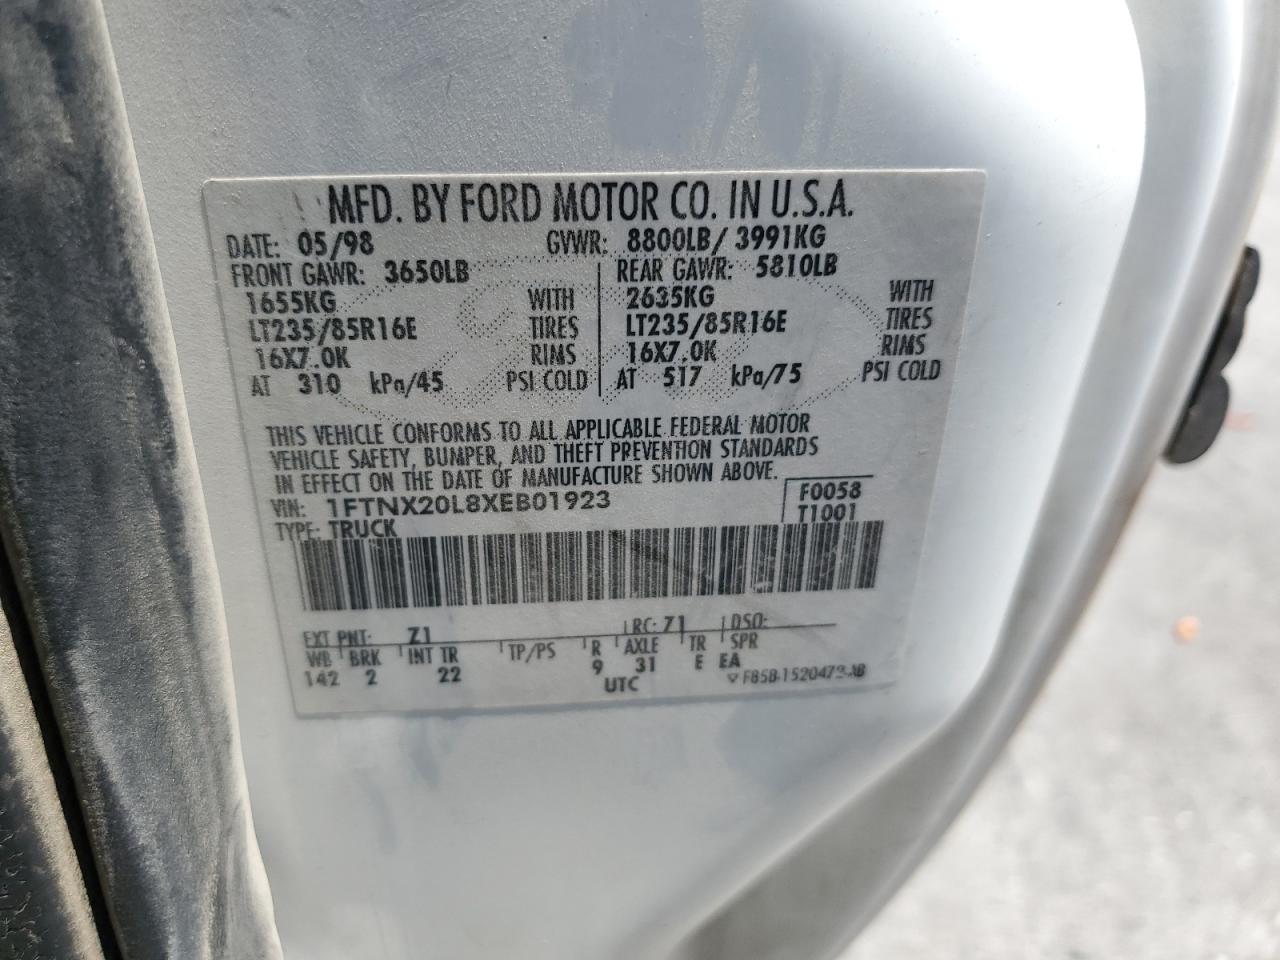 MFD. BY FORD MOTOR CO. IN U.S.A.
DATE: 05/98 GVWR: 8800LB/ 3991KG
FRONT GAWR: 3650LB REAR GAWR: 5810LB
1655KG WITH 2635KG WITH
LT235/85R16E TIRES LT235/85R16E TIRES
16X7.0K RIMS 16X7.0K RIMS
AT 310 kPa/45 PSI COLD AT 517 kPa/75 PSI COLD
THIS VEHICLE CONFORMS TO ALL APPLICABLE FEDERAL MOTOR
VEHICLE SAFETY, BUMPER, AND THEFT PREVENTION STANDARDS
IN EFFECT ON THE DATE OF MANUFACTURE SHOWN ABOVE.
VIN: 1FTNX20L8XEB01923 F0058
TYPE: TRUCK T1001
EXT PNT: Z1 RC: 71 DSO:
WB BRK INT TR TP/PS R AXLE TR SPR
142 2 22 9 31 E EA
UTC